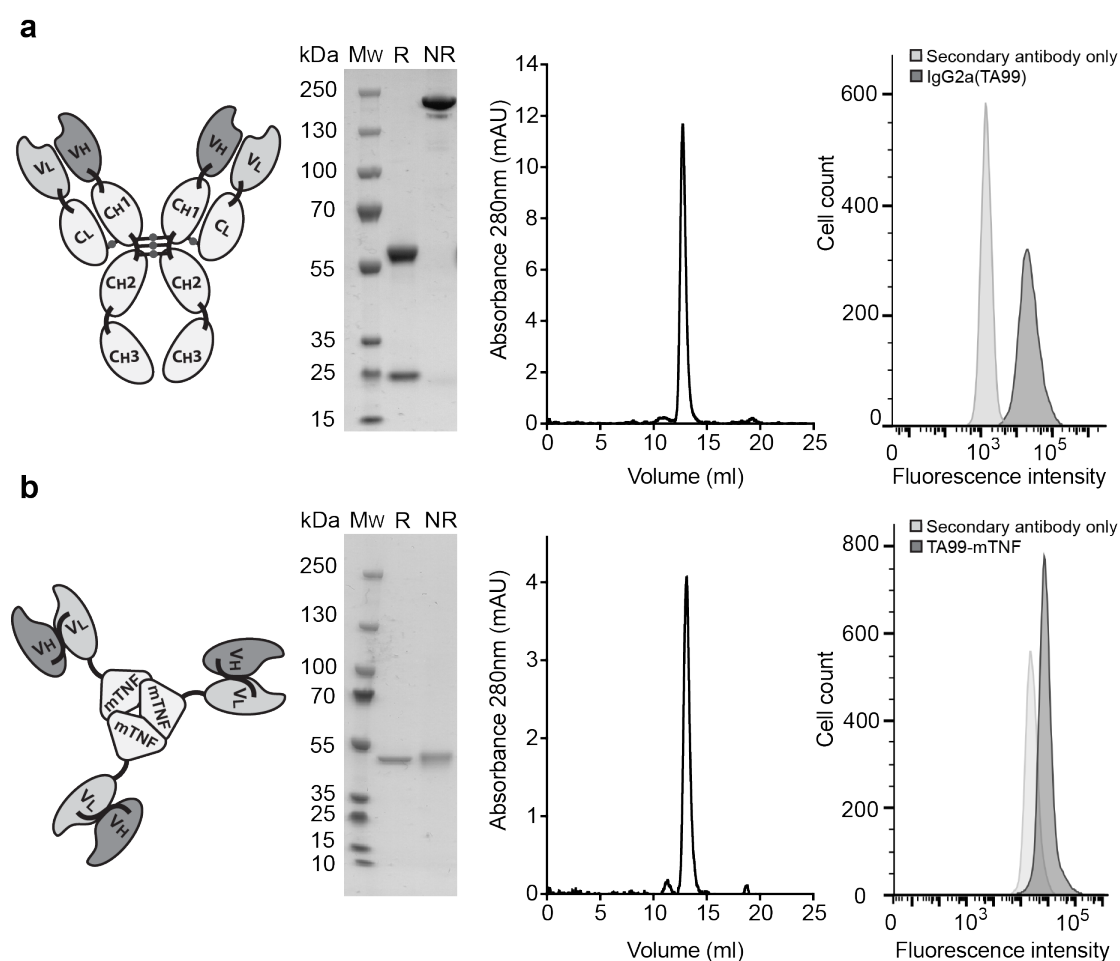 a
kDa Mw R NR
250
130
100
70
55
35
25
15
VL VH VH VL
CH1 CH1
CL CL
CH2 CH2
CH3 CH3
Absorbance 280nm (mAU)
14
12
10
8
6
4
2
0
0 5 10 15 20 25
Volume (ml)
Secondary antibody only
IgG2a(TA99)
Cell count
600
400
200
0
0 10³ 10⁵
Fluorescence intensity
b
kDa Mw R NR
250
130
100
70
55
35
25
15
10
VH VL
VH
VL
mTNF
mTNF
mTNF
VL
VH
Absorbance 280nm (mAU)
4
3
2
1
0
0 5 10 15 20 25
Volume (ml)
Secondary antibody only
TA99-mTNF
Cell count
800
600
400
200
0
0 10³ 10⁵
Fluorescence intensity